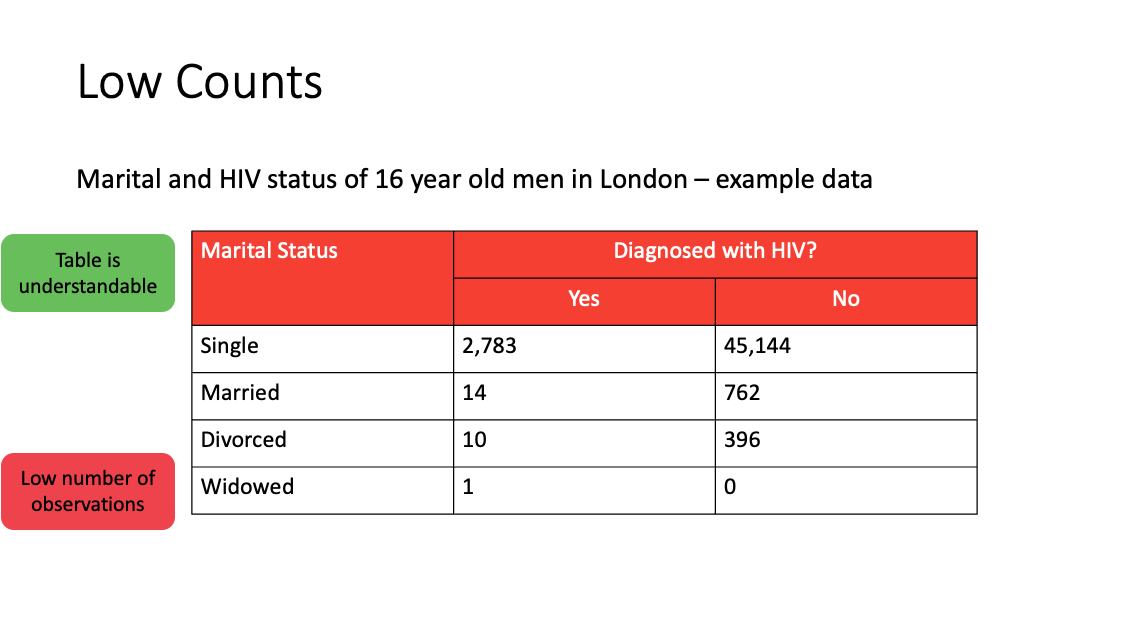 Low Counts
Marital and HIV status of 16 year old men in London – example data
Table is
understandable
Marital Status
Diagnosed with HIV?
Yes
No
Single
2,783
45,144
Married
14
762
Divorced
10
396
Low number of
observations
Widowed
1
0